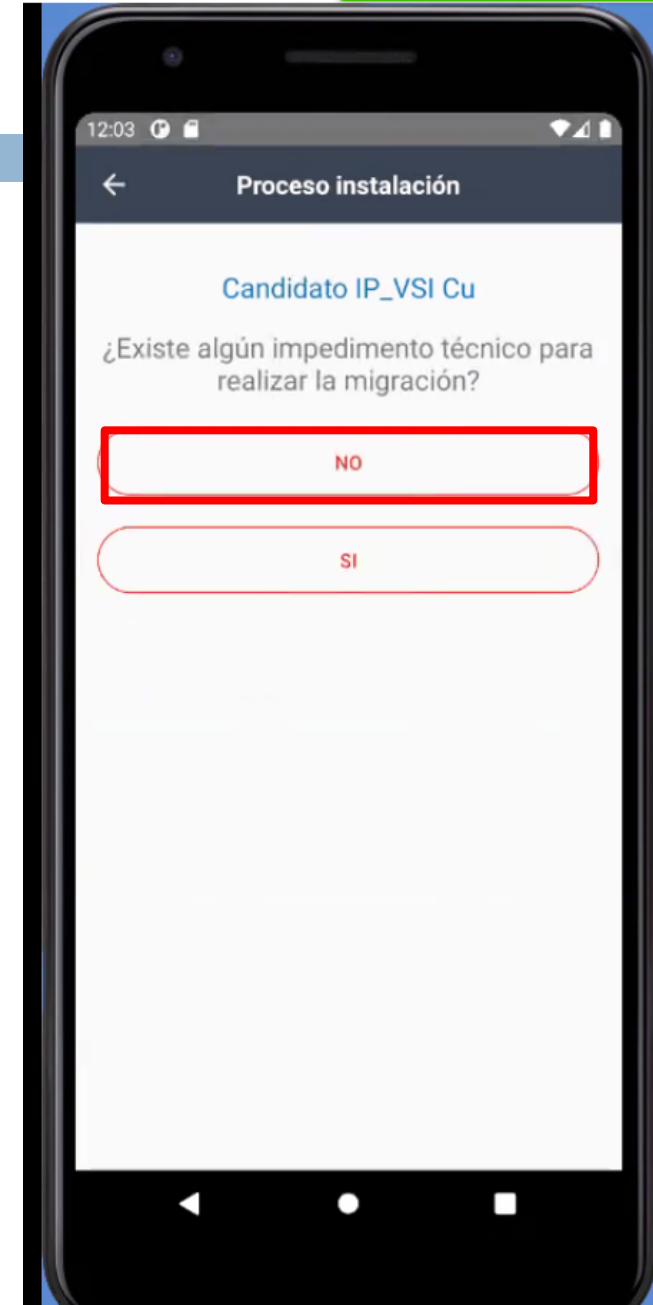 12:03
Proceso instalación
Candidato IP_VSI Cu
¿Existe algún impedimento técnico para
realizar la migración?
NO
SI